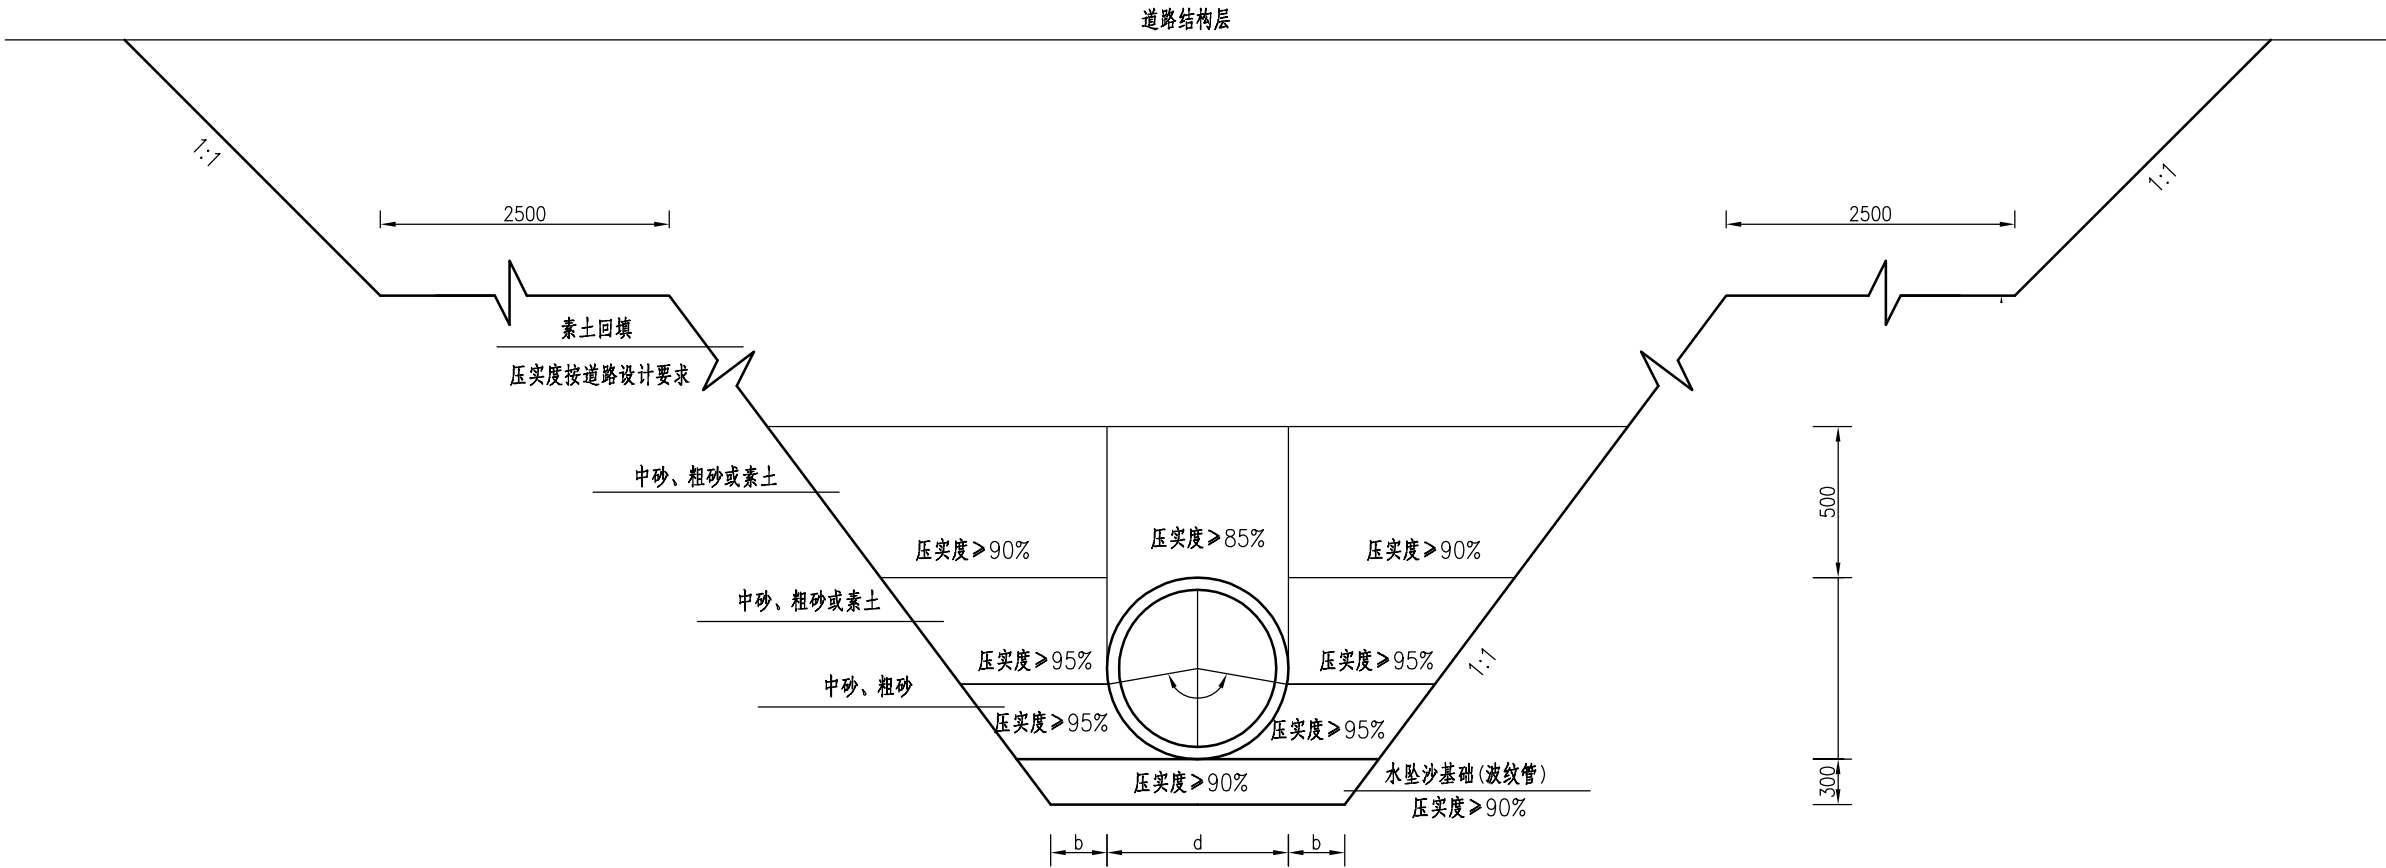 道路结构层
1:1
1:1
2500
2500
素土回填
压实度按道路设计要求
中砂、粗砂或素土
500
压实度≥90%
压实度≥85%
压实度≥90%
中砂、粗砂或素土
压实度≥95%
压实度≥95%
1:1
中砂、粗砂
压实度≥95%
压实度≥95%
压实度≥90%
水坠沙基础(波纹管)
300
压实度≥90%
b
d
b